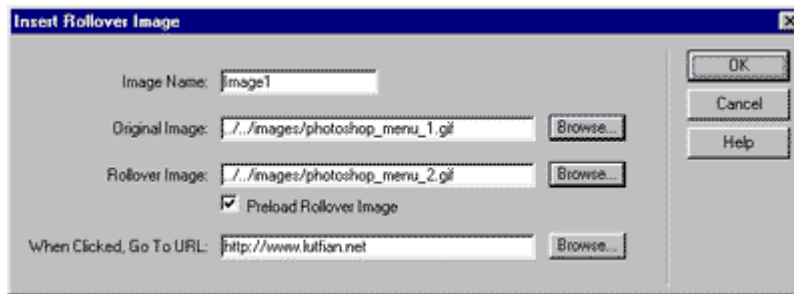 Insert Rollover Image
Image Name: Image1
OK
Original Image: ../../images/photoshop_menu_1.gif Browse...
Cancel
Rollover Image: ../../images/photoshop_menu_2.gif Browse...
Help
Preload Rollover Image
When Clicked, Go To URL: http://www.lutfian.net Browse...